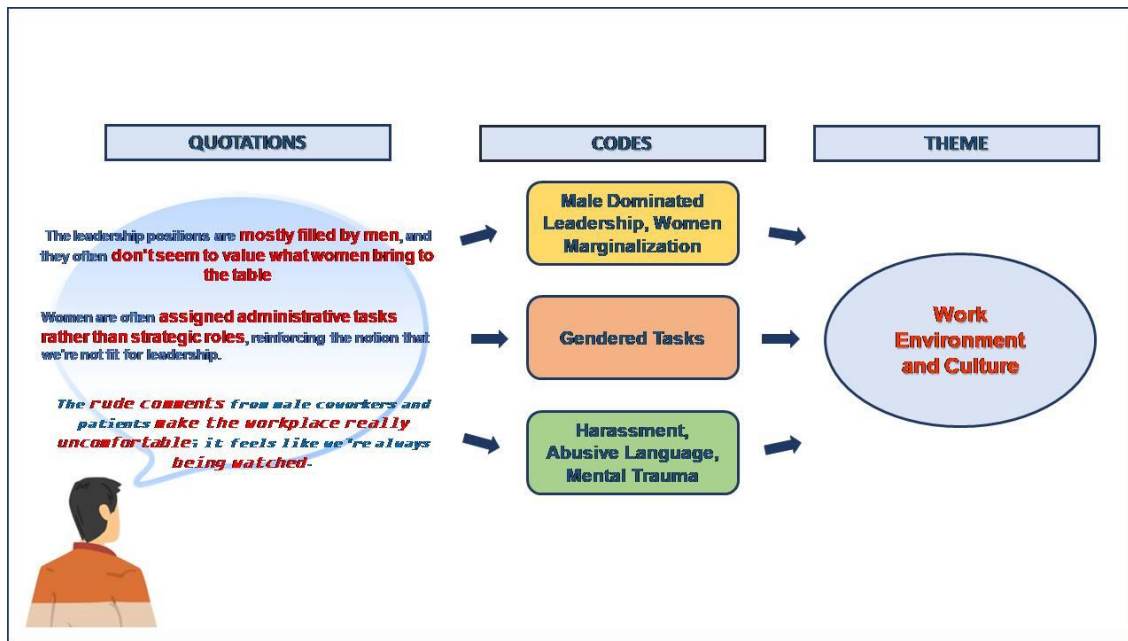 QUOTATIONS
CODES
THEME
The leadership positions are mostly filled by men, and
they often don't seem to value what women bring to
the table
Women are often assigned administrative tasks
rather than strategic roles, reinforcing the notion that
we're not fit for leadership.
The rude comments from male coworkers and
patients make the workplace really
uncomfortable; it feels like we're always
being watched-
Male Dominated
Leadership, Women
Marginalization
Gendered Tasks
Harassment,
Abusive Language,
Mental Trauma
Work
Environment
and Culture